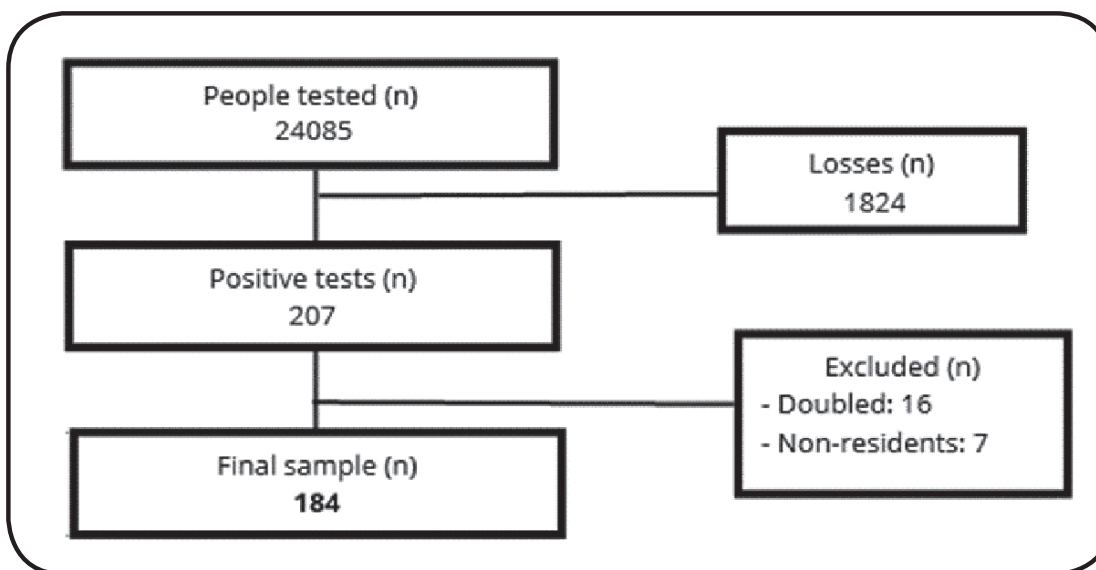 People tested (n)
24085
Losses (n)
1824
Positive tests (n)
207
Excluded (n)
- Doubled: 16
- Non-residents: 7
Final sample (n)
184